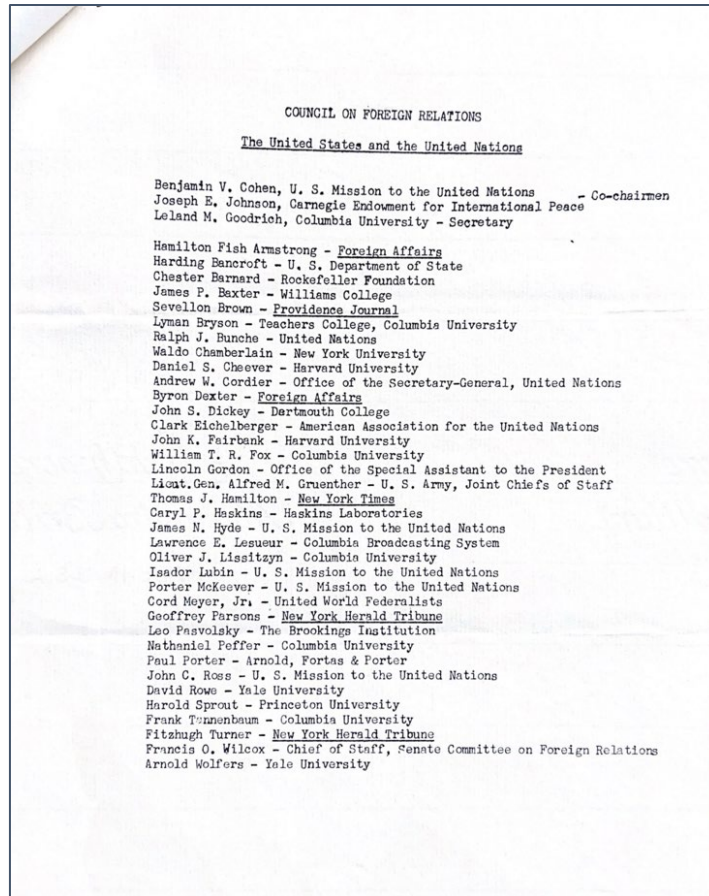 COUNCIL ON FOREIGN RELATIONS
The United States and the United Nations
Benjamin V. Cohen, U. S. Mission to the United Nations
Joseph E. Johnson, Carnegie Endowment for International Peace - Co-chairmen
Leland M. Goodrich, Columbia University - Secretary
Hamilton Fish Armstrong - Foreign Affairs
Harding Bancroft - U. S. Department of State
Chester Barnard - Rockefeller Foundation
James P. Baxter - Williams College
Sevellon Brown - Providence Journal
Lyman Bryson - Teachers College, Columbia University
Ralph J. Bunche - United Nations
Waldo Chamberlain - New York University
Daniel S. Cheever - Harvard University
Andrew W. Cordier - Office of the Secretary-General, United Nations
Byron Dexter - Foreign Affairs
John S. Dickey - Dartmouth College
Clark Eichelberger - American Association for the United Nations
John K. Fairbank - Harvard University
William T. R. Fox - Columbia University
Lincoln Gordon - Office of the Special Assistant to the President
Lieut.Gen. Alfred M. Gruenther - U. S. Army, Joint Chiefs of Staff
Thomas J. Hamilton - New York Times
Caryl P. Haskins - Haskins Laboratories
James N. Hyde - U. S. Mission to the United Nations
Lawrence E. Lesueur - Columbia Broadcasting System
Oliver J. Lissitzyn - Columbia University
Isador Lubin - U. S. Mission to the United Nations
Porter McKeever - U. S. Mission to the United Nations
Cord Meyer, Jr. - United World Federalists
Geoffrey Parsons - New York Herald Tribune
Leo Pasvolsky - The Brookings Institution
Nathaniel Peffer - Columbia University
Paul Porter - Arnold, Fortas & Porter
John C. Ross - U. S. Mission to the United Nations
David Rowe - Yale University
Harold Sprout - Princeton University
Frank Tannenbaum - Columbia University
Fitzhugh Turner - New York Herald Tribune
Francis O. Wilcox - Chief of Staff, Senate Committee on Foreign Relations
Arnold Wolfers - Yale University